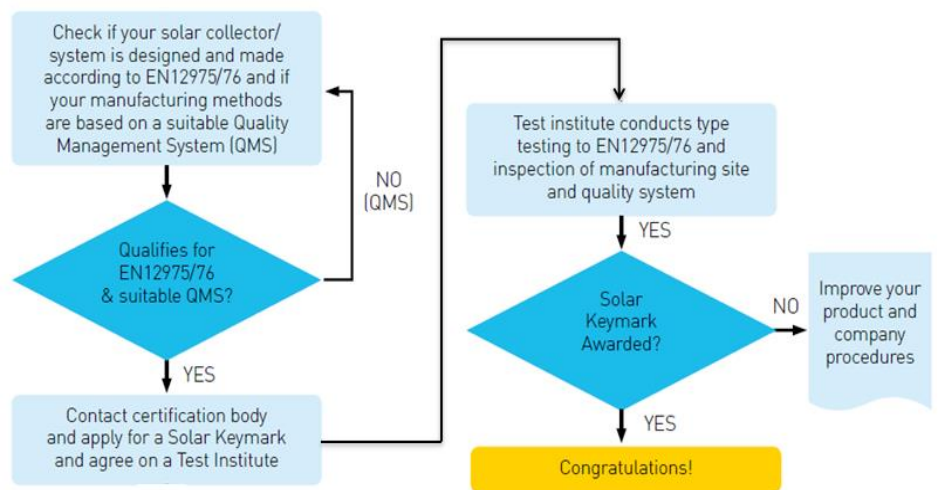 Check if your solar collector/
system is designed and made
according to EN12975/76 and if
your manufacturing methods
are based on a suitable Quality
Management System (QMS)
NO
(QMS)
Qualifies for
EN12975/76
& suitable QMS?
YES
Contact certification body
and apply for a Solar Keymark
and agree on a Test Institute
Test institute conducts type
testing to EN12975/76 and
inspection of manufacturing site
and quality system
YES
Solar
Keymark
Awarded?
NO
Improve your
product and
company
procedures
YES
Congratulations!